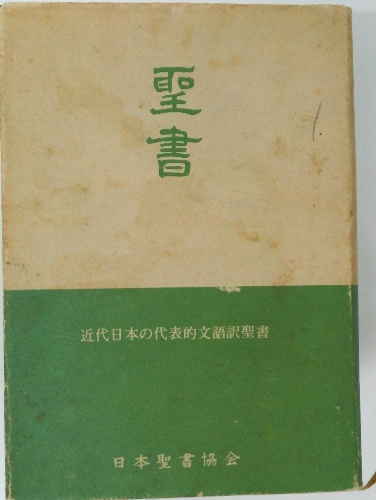 聖書
近代日本の代表的文語訳聖書
日本聖書協会